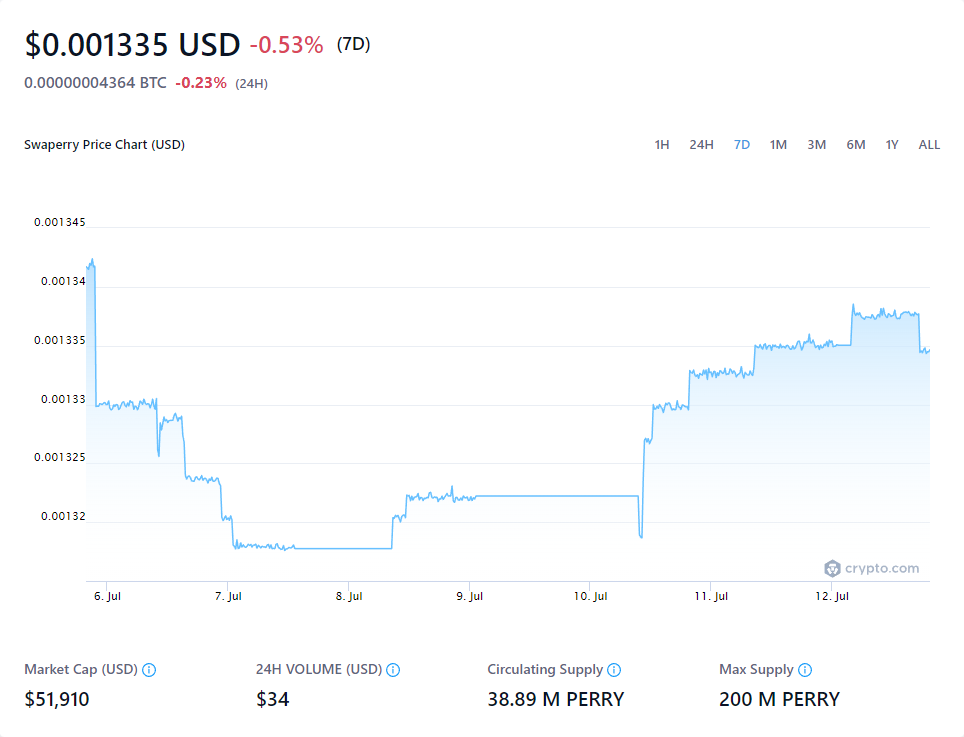 $0.001335 USD -0.53% (7D)
0.00000004364 BTC -0.23% (24H)
Swaperry Price Chart (USD) 1H 24H 7D 1M 3M 6M 1Y ALL
0.001345
0.00134
0.001335
0.00133
0.001325
0.00132
crypto.com
6. Jul 7. Jul 8. Jul 9. Jul 10. Jul 11. Jul 12. Jul
Market Cap (USD) 24H VOLUME (USD) Circulating Supply Max Supply
$51,910 $34 38.89 M PERRY 200 M PERRY